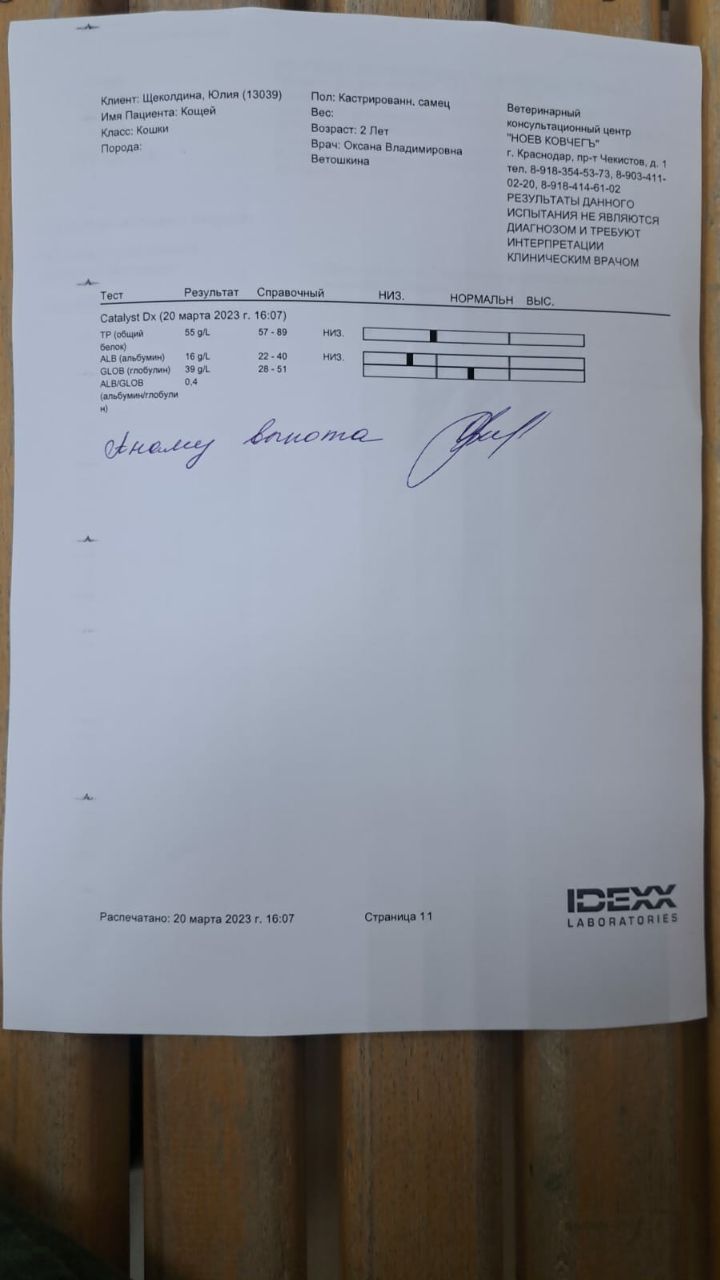 Клиент: Щеколдина, Юлия (13039)
Имя Пациента: Кощей
Класс: Кошки
Порода:
Пол: Кастрированн. самец
Вес:
Возраст: 2 Лет
Врач: Оксана Владимировна
Ветошкина
Ветеринарный
консультационный центр
"НОЕВ КОВЧЕГЪ"
г. Краснодар, пр-т Чекистов, д. 1
тел. 8-918-354-53-73, 8-903-411-
02-20, 8-918-414-61-02
РЕЗУЛЬТАТЫ ДАННОГО
ИСПЫТАНИЯ НЕ ЯВЛЯЮТСЯ
ДИАГНОЗОМ И ТРЕБУЮТ
ИНТЕРПРЕТАЦИИ
КЛИНИЧЕСКИМ ВРАЧОМ
Тест Результат Справочный НИЗ. НОРМАЛЬН ВЫС.
Catalyst Dx (20 марта 2023 г. 16:07)
TP (общий 55 g/L 57 - 89 НИЗ.
белок)
ALB (альбумин) 16 g/L 22 - 40 НИЗ.
GLOB (глобулин) 39 g/L 28 - 51
ALB/GLOB 0,4
(альбумин/глобули
н)
выпота
Распечатано: 20 марта 2023 г. 16:07
Страница 11
IDEXX
LABORATORIES